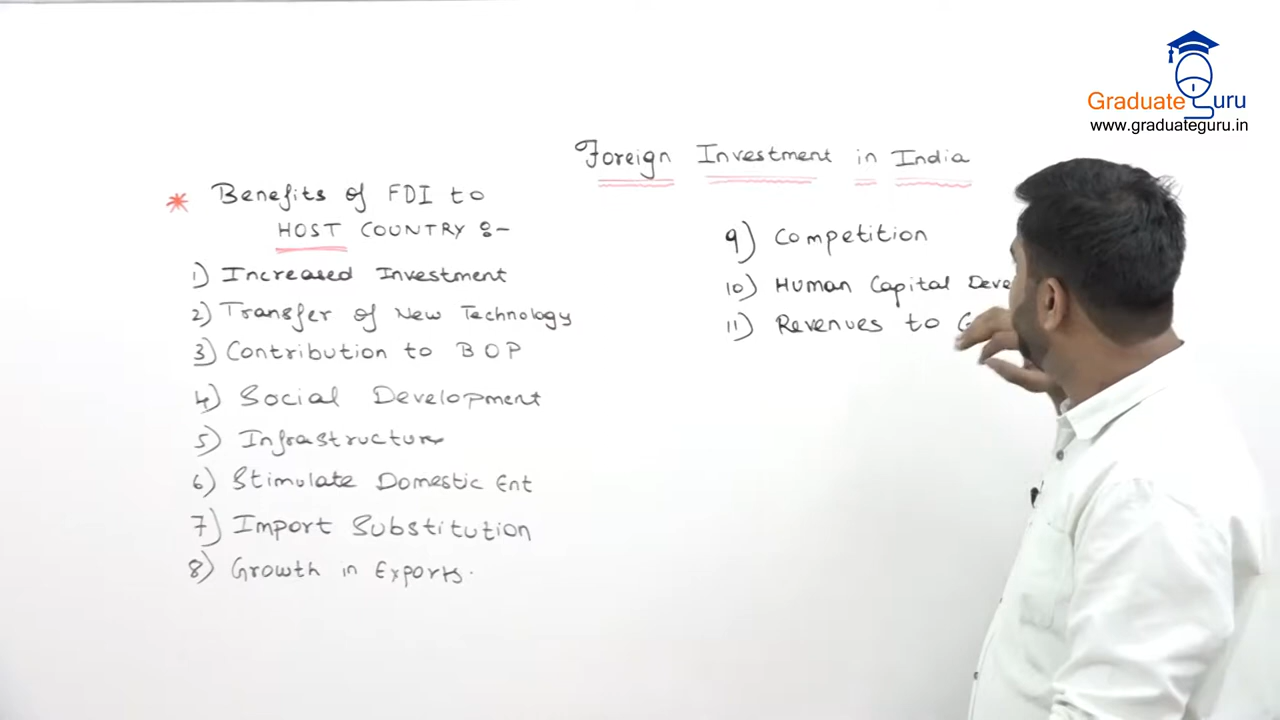 Graduate Guru
www.graduateguru.in
Foreign Investment in India
* Benefits of FDI to
HOST COUNTRY :-
1) Increased Investment
2) Transfer of New Technology
3) Contribution to BOP
4) Social Development
5) Infrastructure
6) Stimulate Domestic Ent
7) Import Substitution
8) Growth in Exports.
9) Competition
10) Human Capital
11) Revenues to